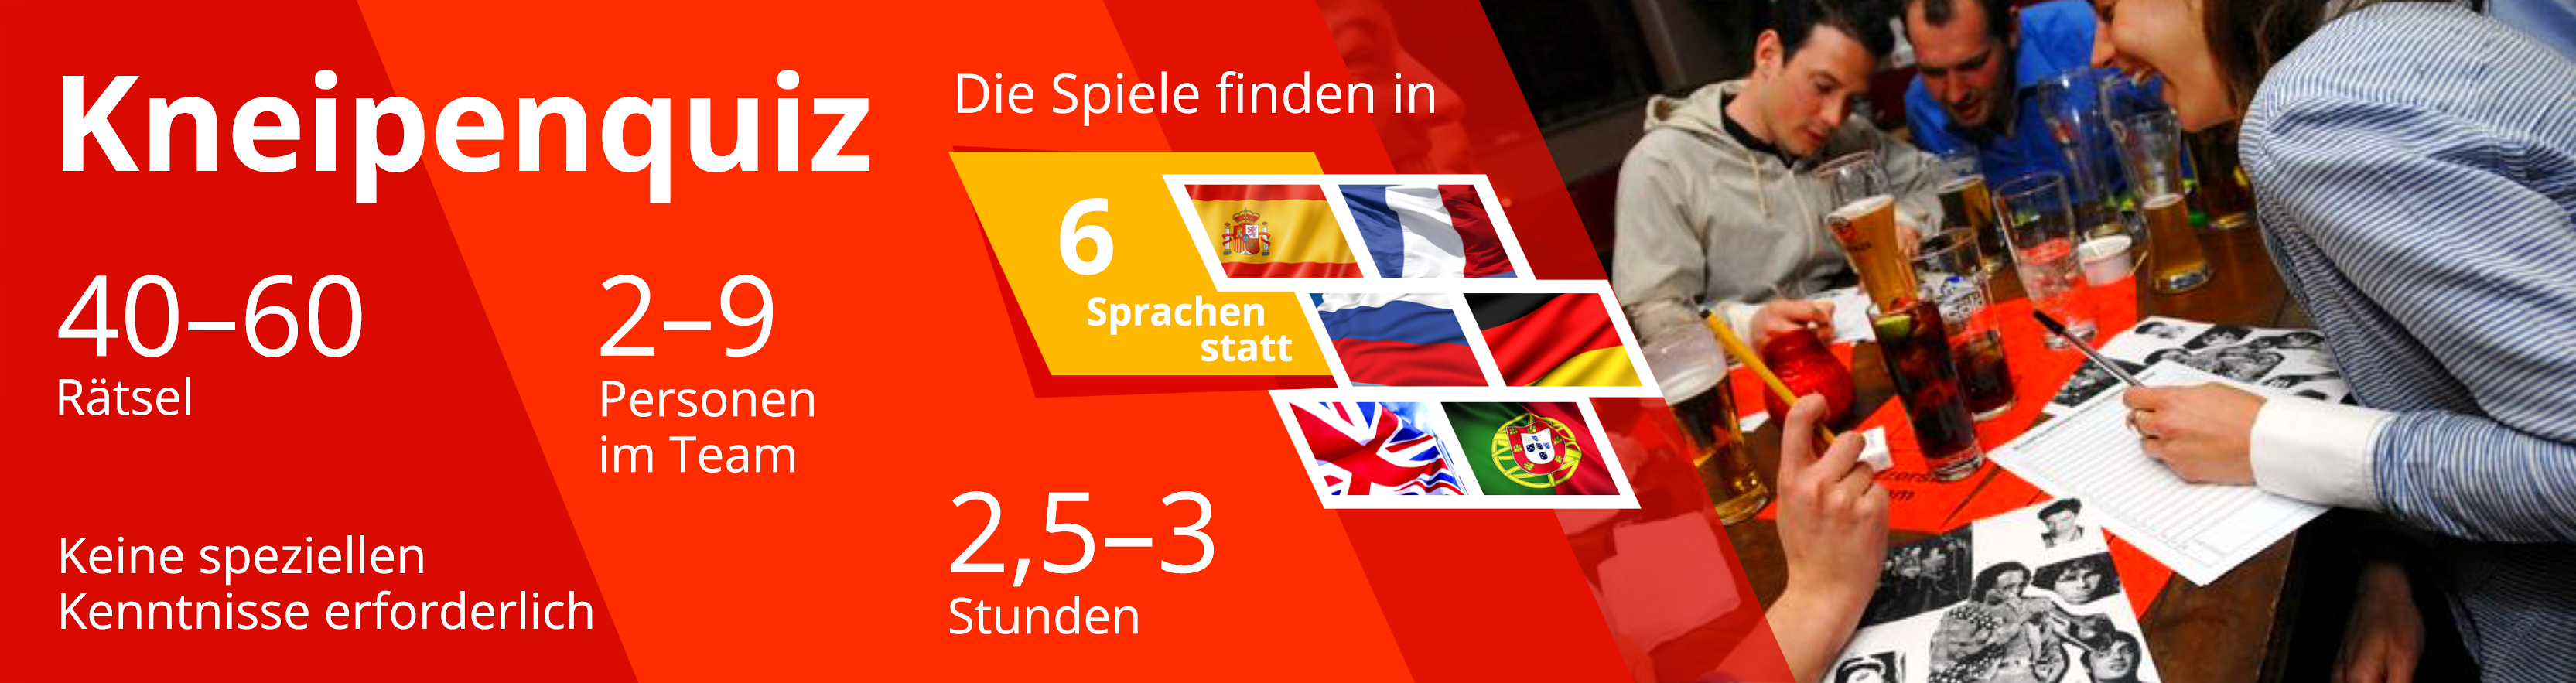 Kneipenquiz
40–60
Rätsel
2–9
Personen
im Team
Keine speziellen
Kenntnisse erforderlich
Die Spiele finden in
6
Sprachen
statt
2,5–3
Stunden